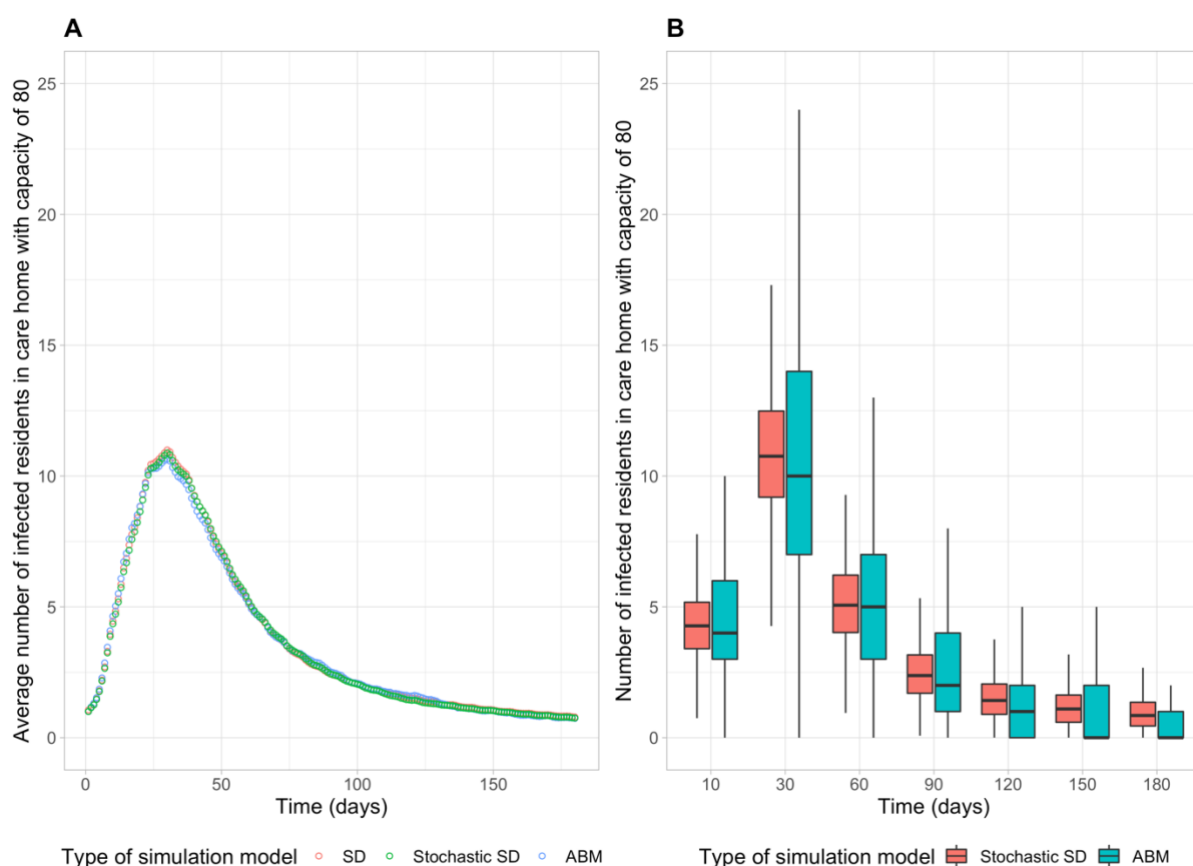 A
Average number of infected residents in care home with capacity of 80
25
20
15
10
5
0
0 50 100 150
Time (days)
Type of simulation model SD Stochastic SD ABM
B
Number of infected residents in care home with capacity of 80
25
20
15
10
5
0
10 30 60 90 120 150 180
Time (days)
Type of simulation model Stochastic SD ABM